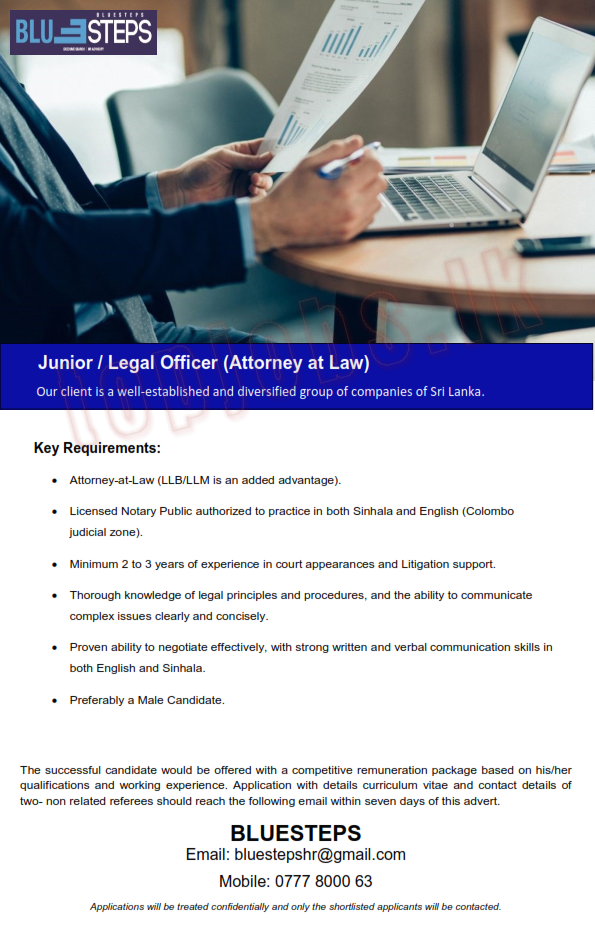 BLUESTEPS
BLUESTEPS
Junior / Legal Officer (Attorney at Law)
Our client is a well-established and diversified group of companies of Sri Lanka.
topjobs.lk
Key Requirements:
• Attorney-at-Law (LLB/LLM is an added advantage).
• Licensed Notary Public authorized to practice in both Sinhala and English (Colombo
judicial zone).
• Minimum 2 to 3 years of experience in court appearances and Litigation support.
• Thorough knowledge of legal principles and procedures, and the ability to communicate
complex issues clearly and concisely.
• Proven ability to negotiate effectively, with strong written and verbal communication skills in
both English and Sinhala.
• Preferably a Male Candidate.
The successful candidate would be offered with a competitive remuneration package based on his/her
qualifications and working experience. Application with details curriculum vitae and contact details of
two- non related referees should reach the following email within seven days of this advert.
BLUESTEPS
Email: bluestepshr@gmail.com
Mobile: 0777 8000 63
Applications will be treated confidentially and only the shortlisted applicants will be contacted.